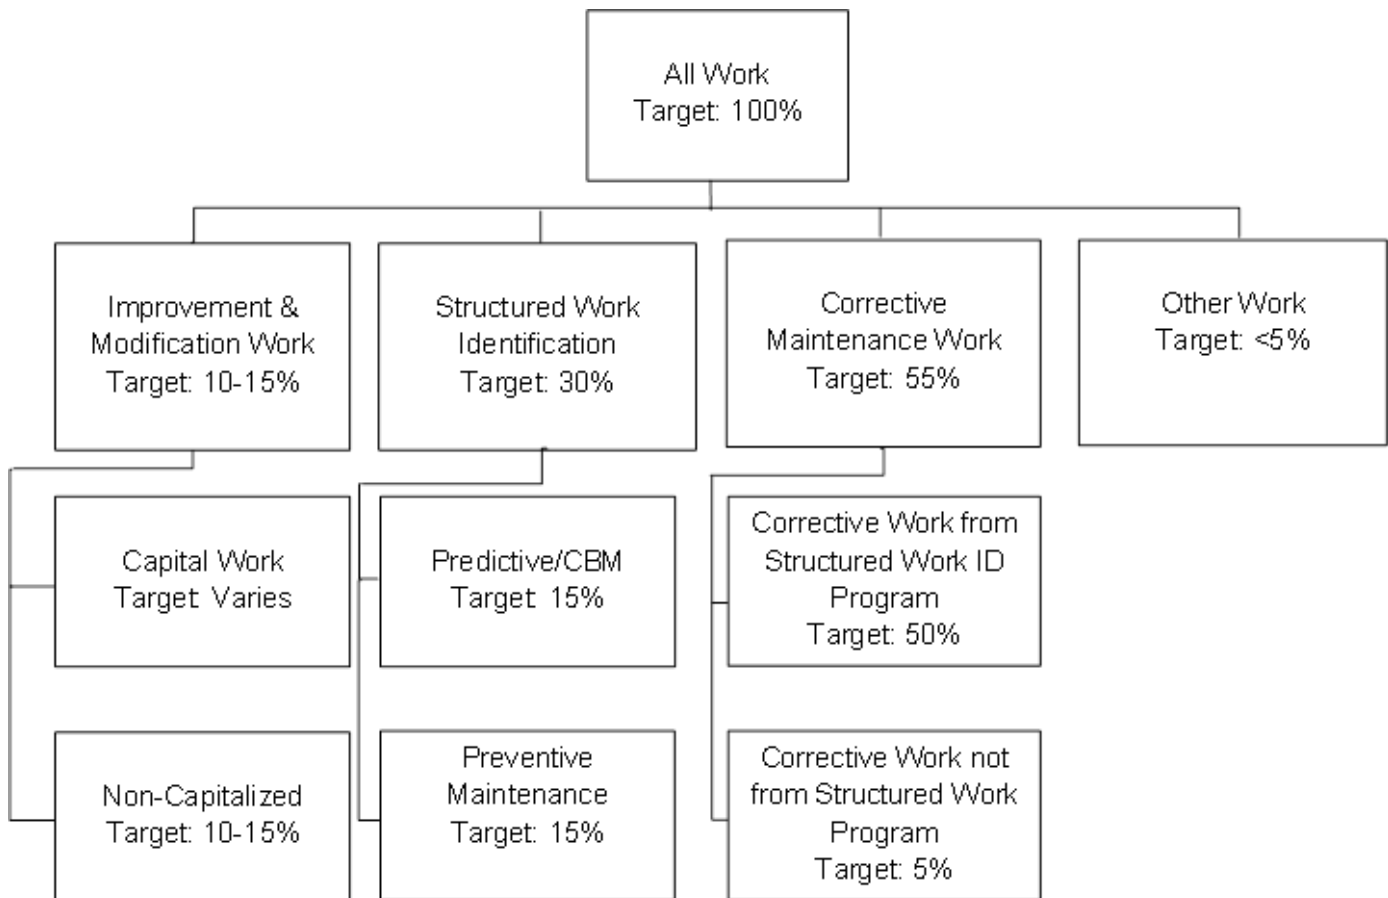 All Work
Target: 100%
Improvement &
Modification Work
Target: 10-15%
Structured Work
Identification
Target: 30%
Corrective
Maintenance Work
Target: 55%
Other Work
Target: <5%
Capital Work
Target: Varies
Predictive/CBM
Target: 15%
Corrective Work from
Structured Work ID
Program
Target: 50%
Non-Capitalized
Target: 10-15%
Preventive
Maintenance
Target: 15%
Corrective Work not
from Structured Work
Program
Target: 5%